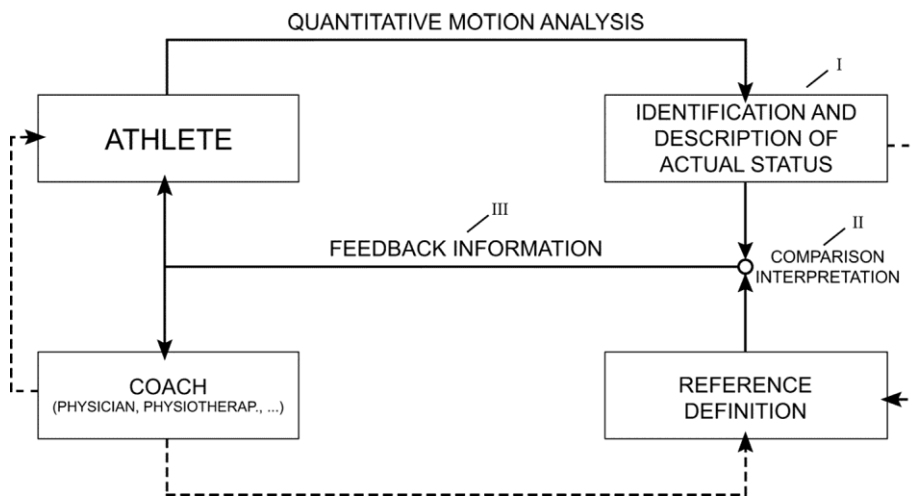 QUANTITATIVE MOTION ANALYSIS
I
ATHLETE
IDENTIFICATION AND
DESCRIPTION OF
ACTUAL STATUS
III
II
FEEDBACK INFORMATION
COMPARISON
INTERPRETATION
COACH
(PHYSICIAN, PHYSIOTHERAP., ...)
REFERENCE
DEFINITION